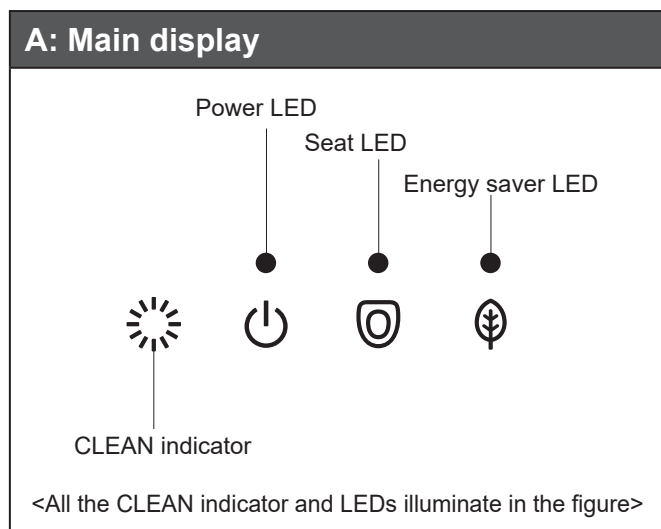 A: Main display
Power LED
Seat LED
Energy saver LED
CLEAN indicator
<All the CLEAN indicator and LEDs illuminate in the figure>